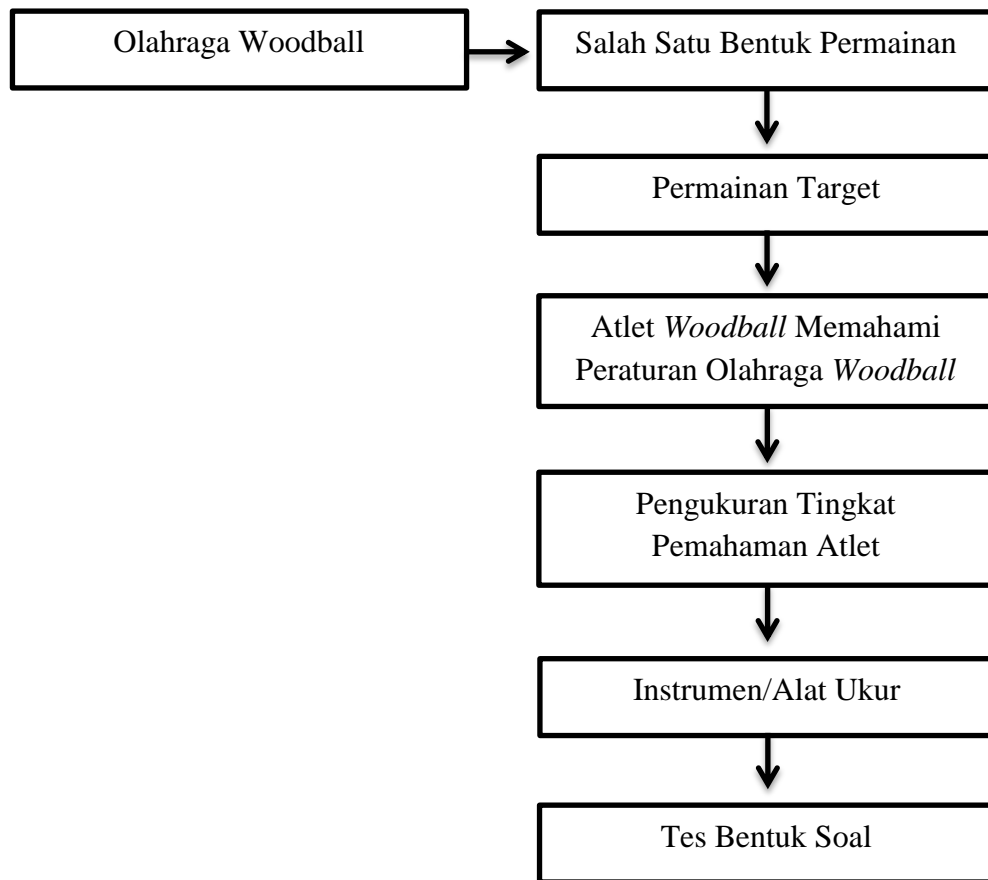 Olahraga Woodball
Salah Satu Bentuk Permainan
Permainan Target
Atlet Woodball Memahami
Peraturan Olahraga Woodball
Pengukuran Tingkat
Pemahaman Atlet
Instrumen/Alat Ukur
Tes Bentuk Soal